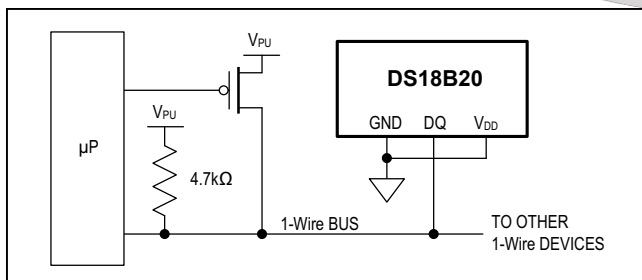 VPU
DS18B20
GND DQ VDD
VPU
µP
4.7kΩ
1-Wire BUS
TO OTHER
1-Wire DEVICES